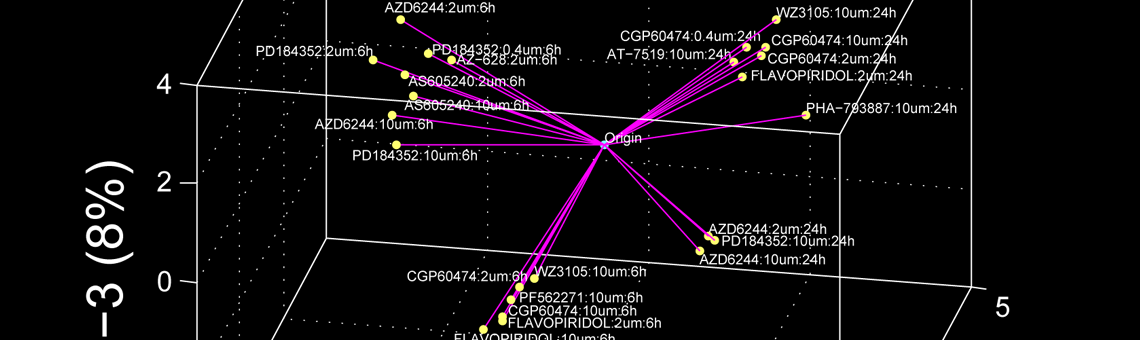 AZD6244:2um:6h
WZ3105:10um:24h
CGP60474:0.4um:24h
CGP60474:10um:24h
PD184352:2um:6h
PD184352:0.4um:6h
AT-7519:10um:24h
AZ-628:2um:6h
CGP60474:2um:24h
FLAVOPIRIDOL:2um:24h
AS605240:2um:6h
4
AS605240:10um:6h
PHA-793887:10um:24h
AZD6244:10um:6h
Origin
PD184352:10um:6h
2
-3 (8%)
AZD6244:2um:24h
PD184352:10um:24h
AZD6244:10um:24h
CGP60474:2um:6h
WZ3105:10um:6h
0
PF562271:10um:6h
5
CGP60474:10um:6h
FLAVOPIRIDOL:2um:6h
FLAVOPIRIDOL:10um:6h